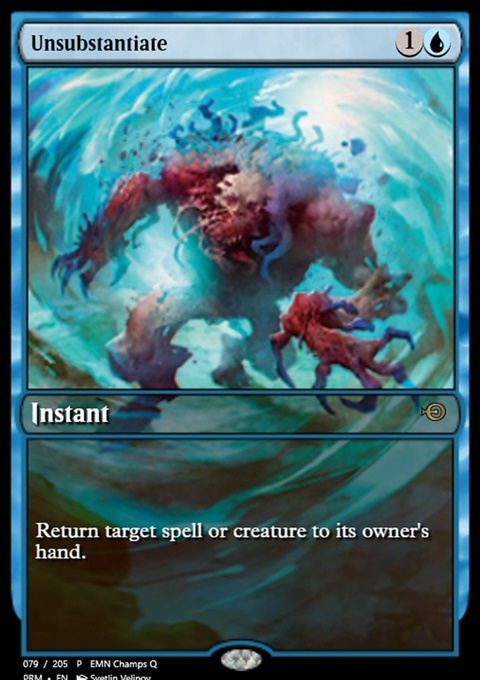 Unsubstantiate 1
Instant
Return target spell or creature to its owner's
hand.
079 / 205 P EMN Champs Q
PRM • EN Svetlin Velinov